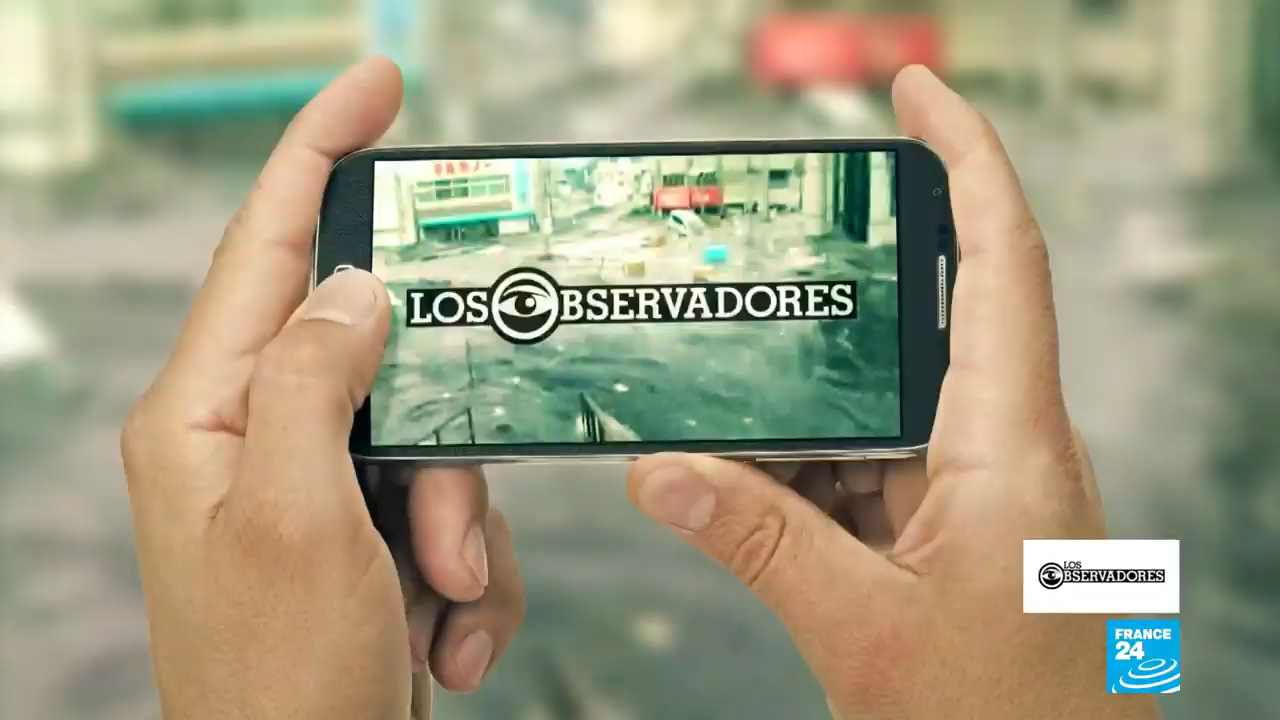 LOS OBSERVADORES
LOS
OBSERVADORES
FRANCE
24